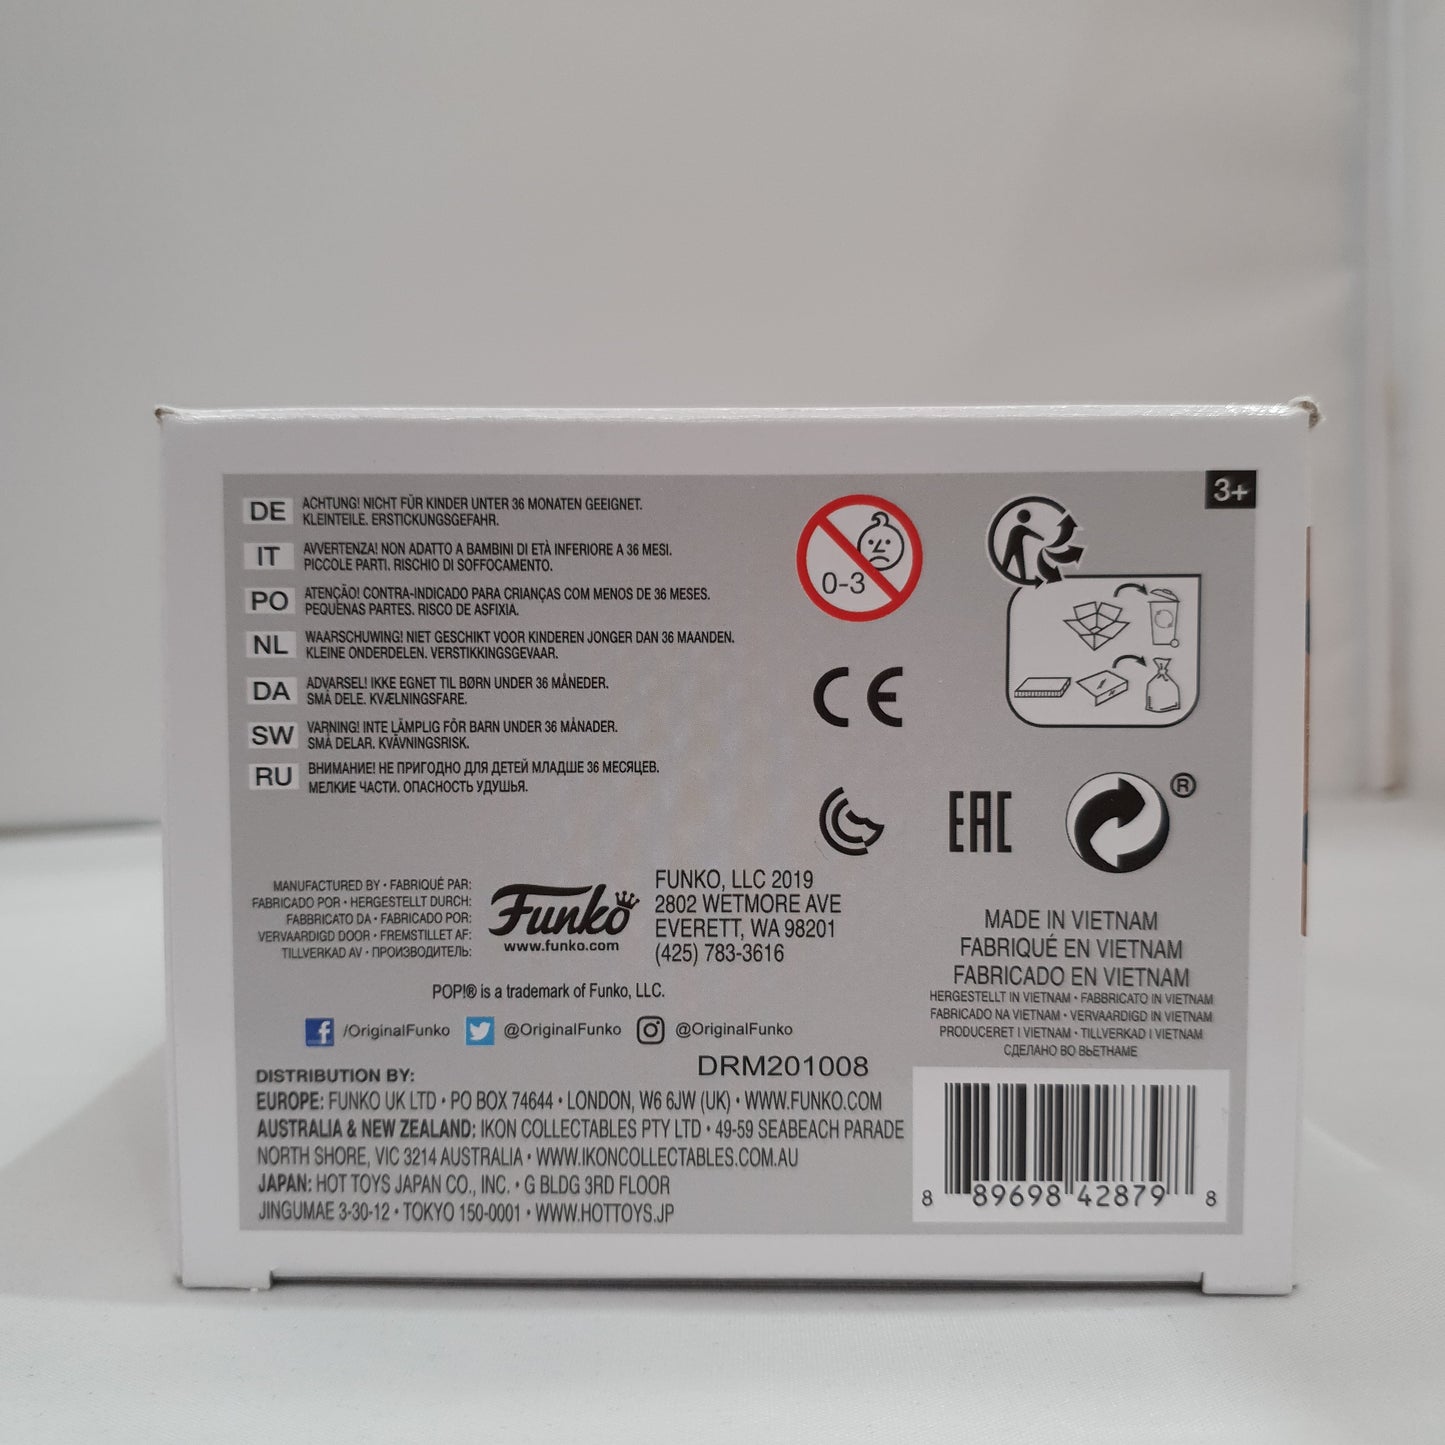 3+
DE ACHTUNG! NICHT FÜR KINDER UNTER 36 MONATEN GEEIGNET.
KLEINTEILE. ERSTICKUNGSGEFAHR.
IT AVVERTENZA! NON ADATTO A BAMBINI DI ETÀ INFERIORE A 36 MESI.
PICCOLE PARTI. RISCHIO DI SOFFOCAMENTO.
PO ATENÇÃO! CONTRA-INDICADO PARA CRIANÇAS COM MENOS DE 36 MESES.
PEQUENAS PARTES. RISCO DE ASFIXIA.
NL WAARSCHUWING! NIET GESCHIKT VOOR KINDEREN JONGER DAN 36 MAANDEN.
KLEINE ONDERDELEN. VERSTIKKINGSGEVAAR.
DA ADVARSEL! IKKE EGNET TIL BØRN UNDER 36 MÅNEDER.
SMÅ DELE. KVÆLNINGSFARE.
SW VARNING! INTE LÄMPLIG FÖR BARN UNDER 36 MÅNADER.
SMÅ DELAR. KVÄVNINGSRISK.
RU ВНИМАНИЕ! НЕ ПРИГОДНО ДЛЯ ДЕТЕЙ МЛАДШЕ 36 МЕСЯЦЕВ.
МЕЛКИЕ ЧАСТИ. ОПАСНОСТЬ УДУШЬЯ.
0-3
CE
EAC
®
MANUFACTURED BY • FABRIQUÉ PAR:
FABRICADO POR • HERGESTELLT DURCH:
FABBRICATO DA • FABRICADO POR:
VERVAARDIGD DOOR • FREMSTILLET AF:
TILLVERKAD AV • ПРОИЗВОДИТЕЛЬ:
Funko
www.funko.com
FUNKO, LLC 2019
2802 WETMORE AVE
EVERETT, WA 98201
(425) 783-3616
POP!® is a trademark of Funko, LLC.
/OriginalFunko @OriginalFunko @OriginalFunko
DRM201008
DISTRIBUTION BY:
EUROPE: FUNKO UK LTD • PO BOX 74644 • LONDON, W6 6JW (UK) • WWW.FUNKO.COM
AUSTRALIA & NEW ZEALAND: IKON COLLECTABLES PTY LTD • 49-59 SEABEACH PARADE
NORTH SHORE, VIC 3214 AUSTRALIA • WWW.IKONCOLLECTABLES.COM.AU
JAPAN: HOT TOYS JAPAN CO., INC. • G BLDG 3RD FLOOR
JINGUMAE 3-30-12 • TOKYO 150-0001 • WWW.HOTTOYS.JP
MADE IN VIETNAM
FABRIQUÉ EN VIETNAM
FABRICADO EN VIETNAM
HERGESTELLT IN VIETNAM • FABBRICATO IN VIETNAM
FABRICADO NA VIETNAM • VERVAARDIGD IN VIETNAM
PRODUCERET I VIETNAM • TILLVERKAD I VIETNAM
СДЕЛАНО ВО ВЬЕТНАМЕ
8 89698 42879 8